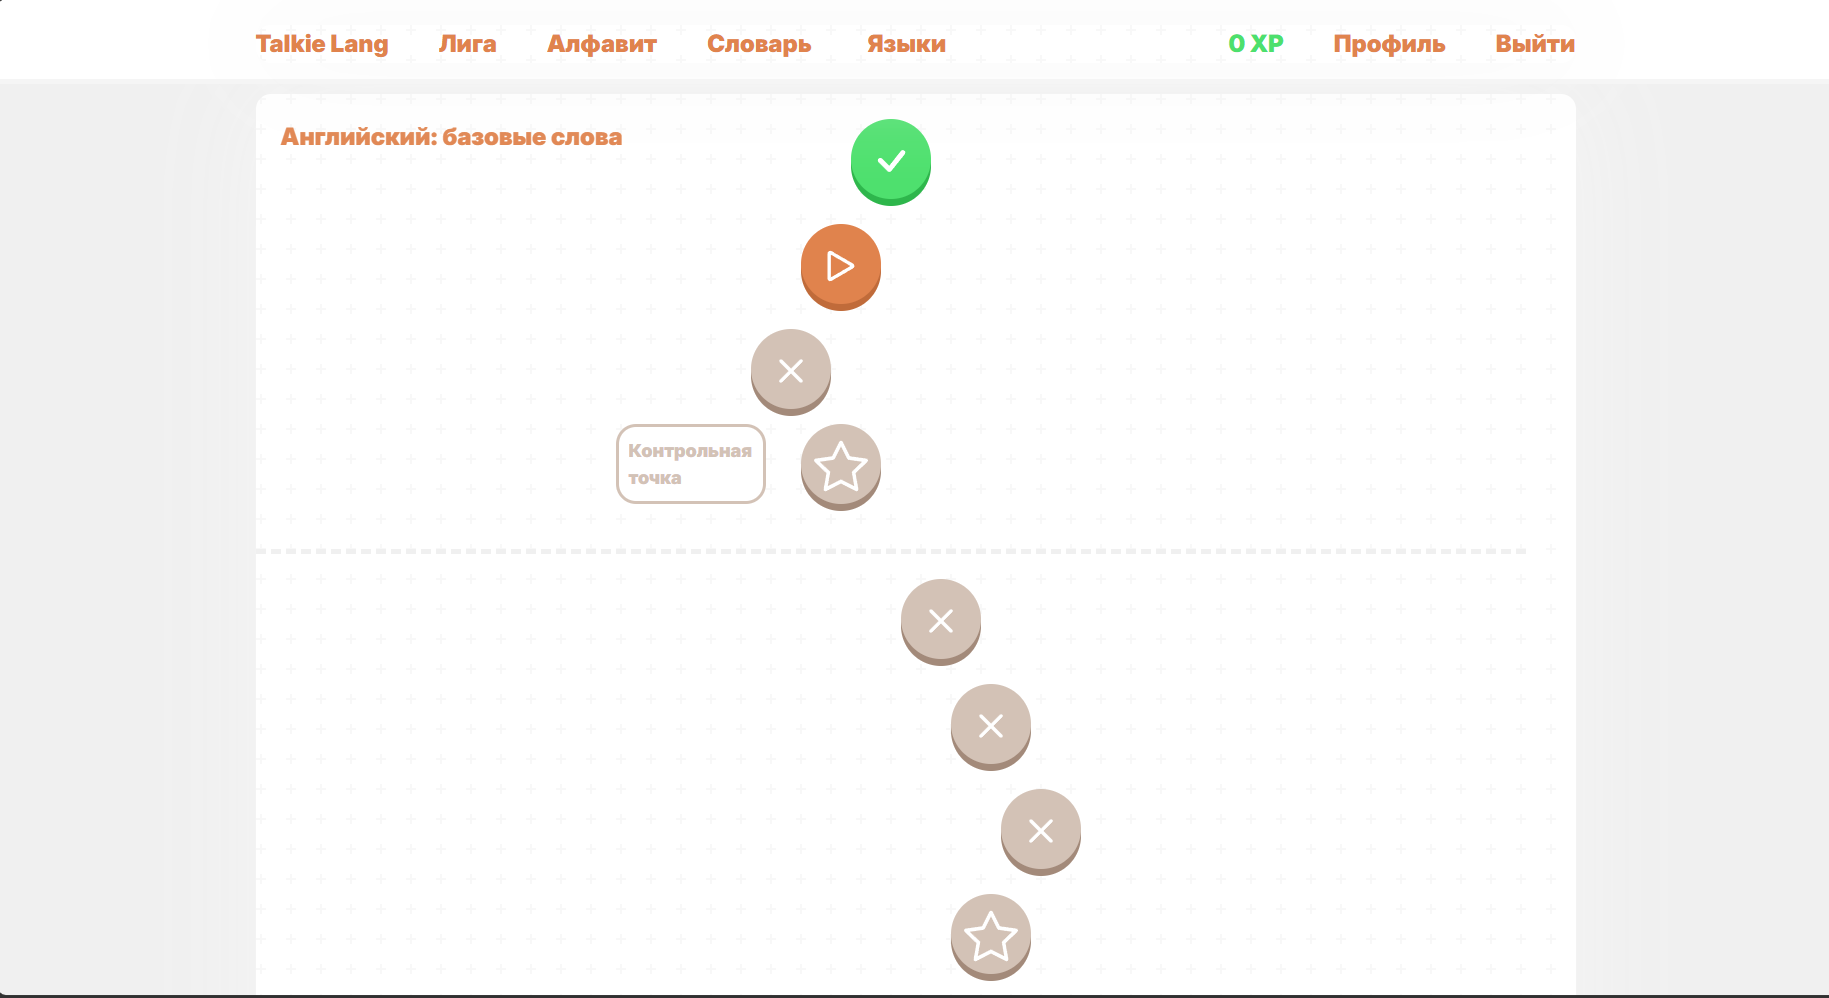 Talkie Lang Лига Алфавит Словарь Языки 0 XP Профиль Выйти
Английский: базовые слова
Контрольная
точка